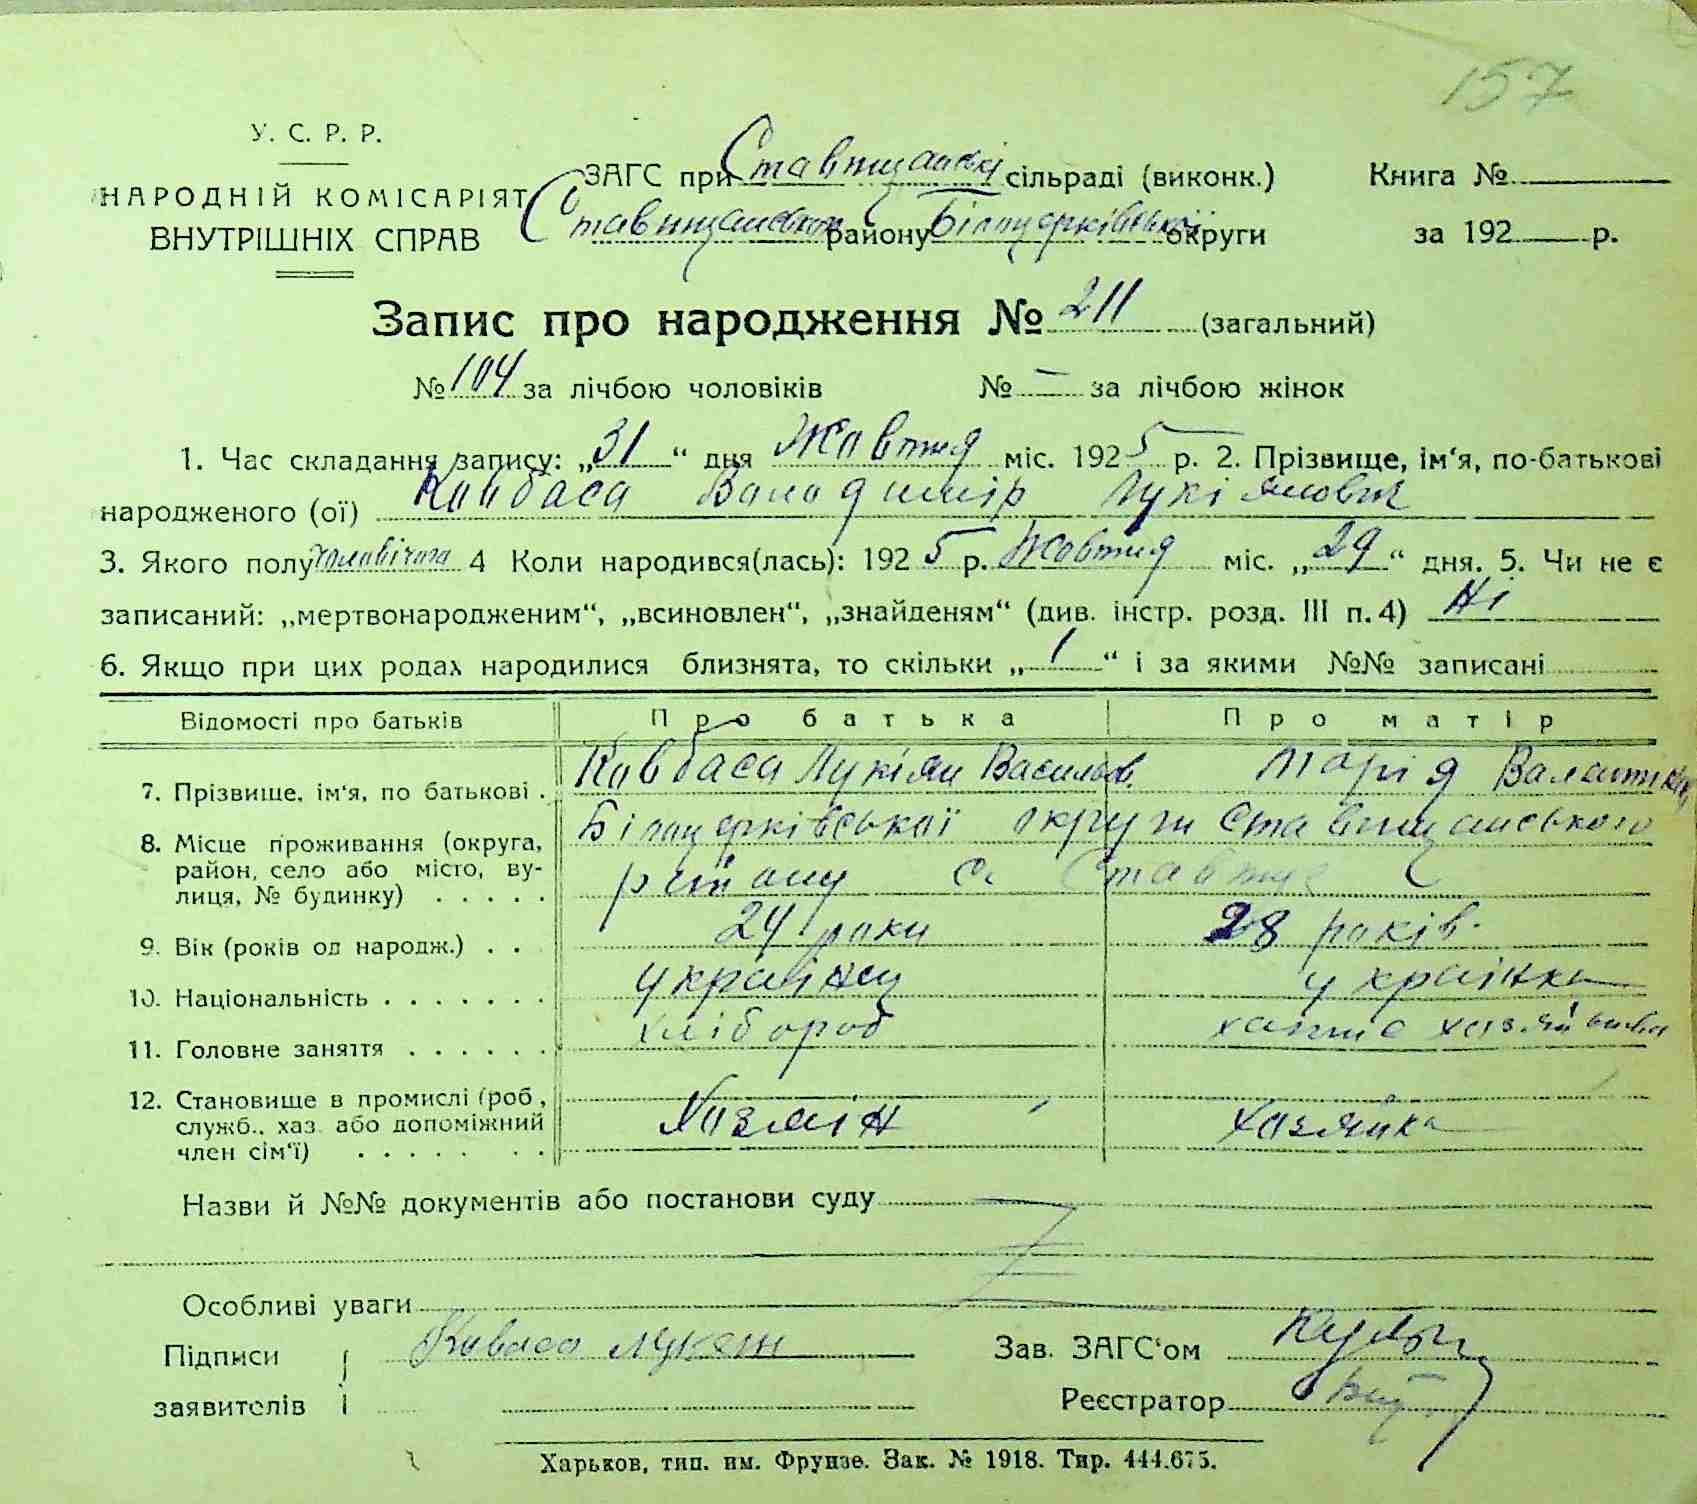 157
У. С. Р. Р.
НАРОДНІЙ КОМІСАРІЯТ
ВНУТРІШНІХ СПРАВ
ЗАГС при Ставищанські сільраді (виконк.)
Ставищанського району Білоцерківської округи
Книга №
за 192 р.
Запис про народження № 211 (загальний)
№ 104 за лічбою чоловіків № – за лічбою жінок
1. Час складання запису: „31“ дня Жовтня міс. 1925 р. 2. Прізвище, ім‘я, по-батькові
народженого (ої) Ковбаса Володимір Лукіянович
3. Якого полу чоловічого 4 Коли народився(лась): 1925 р. Жовтня міс. „29“ дня. 5. Чи не є
записаний: „мертвонародженим“, „всиновлен“, „знайденям“ (див. інстр. розд. III п. 4) Ні
6. Якщо при цих родах народилися близнята, то скільки „1“ і за якими №№ записані
Відомості про батьків Про батька Про матір
7. Прізвище, ім‘я, по батькові . Ковбаса Лукіян Васильов. Марія Валентин
8. Місце проживання (округа, район, село або місто, вулиця, № будинку) . . . . . Білоцерківської округи Ставищанського
району с. Ставище
9. Вік (років од народж.) . . 24 роки 28 років.
10. Національність . . . . . . . українец українка
11. Головне заняття . . . . . . хлібороб хатнє хазяйство
12. Становище в промислі (роб., служб., хаз. або допоміжний член сім‘ї) . . . . . . . Хазяін хазяйка
Назви й №№ документів або постанови суду
Особливі уваги
Підписи заявителів Ковбаса
Зав. ЗАГС‘ом
Реєстратор
Харьков, тип. им. Фрунзе. Зак. № 1918. Тир. 444.675.